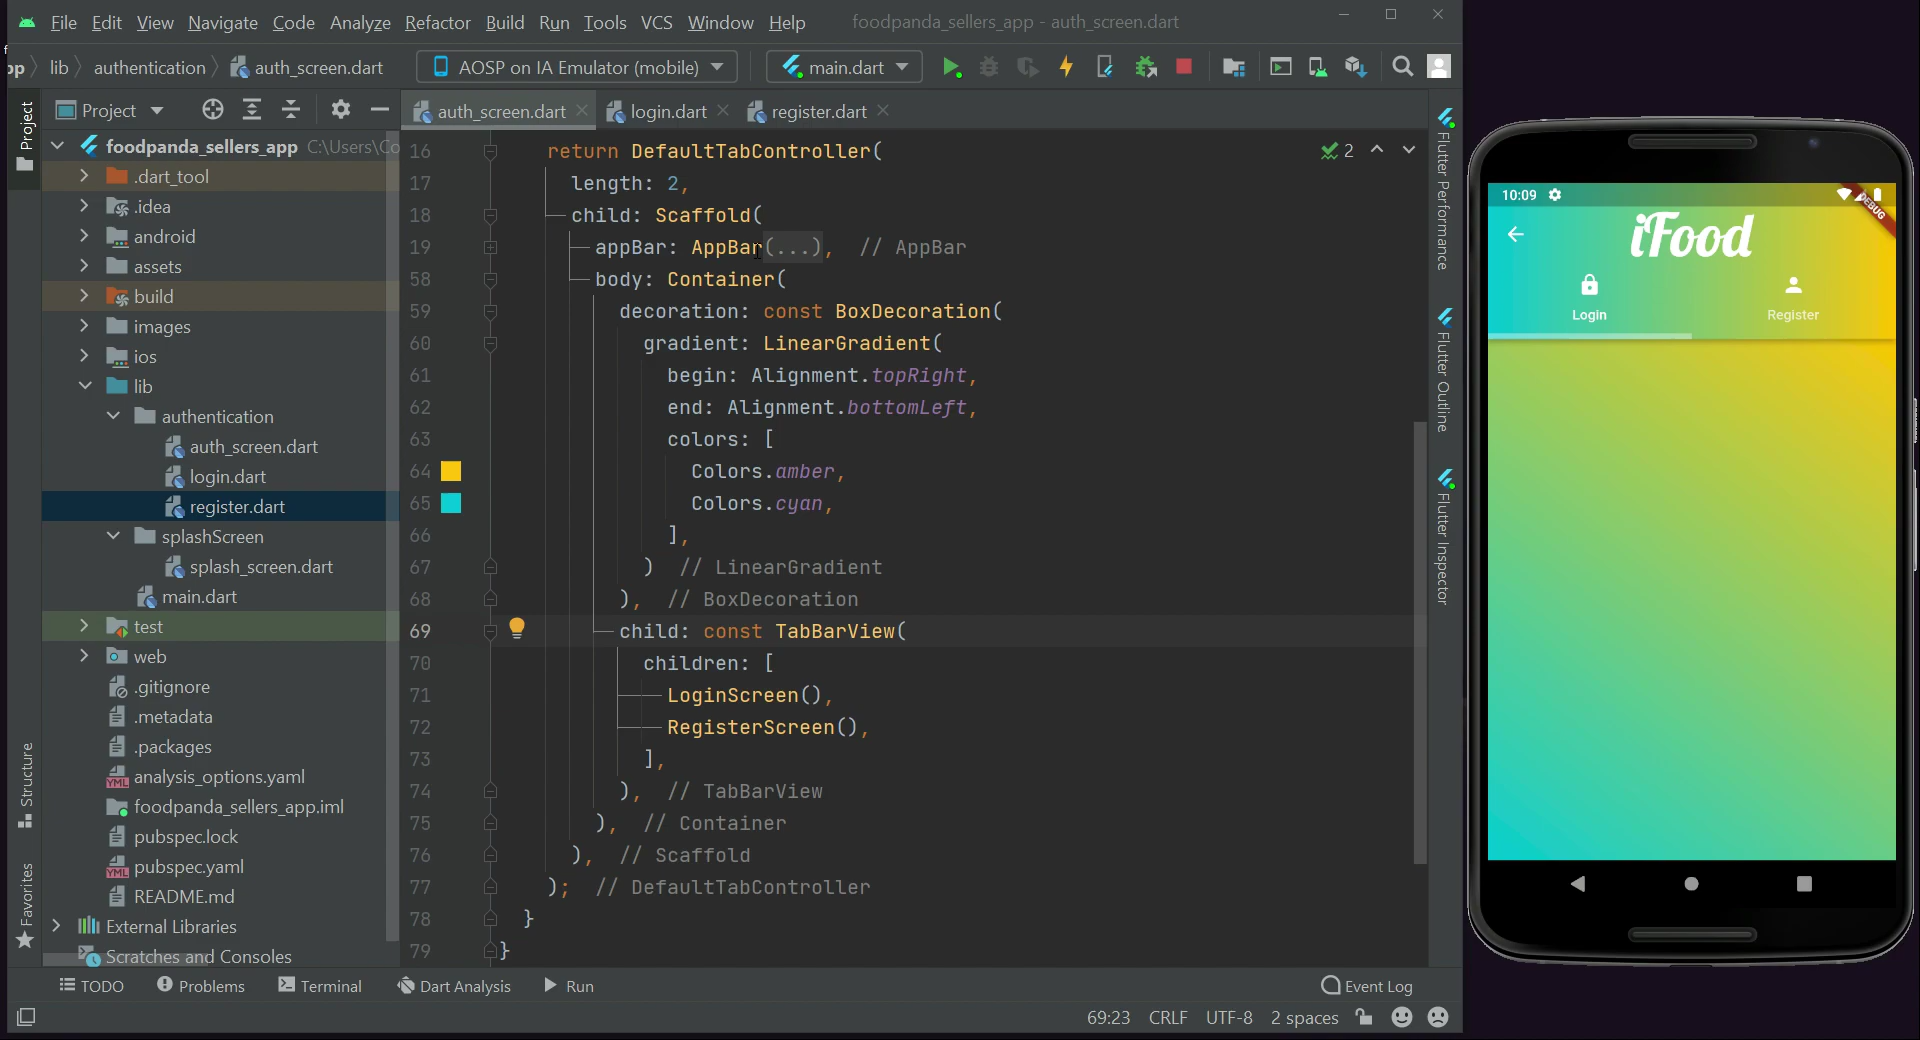 File Edit View Navigate Code Analyze Refactor Build Run Tools VCS Window Help foodpanda_sellers_app - auth_screen.dart
pp lib authentication auth_screen.dart AOSP on IA Emulator (mobile) main.dart
Project
Project
auth_screen.dart login.dart register.dart
foodpanda_sellers_app C:\Users\Co
.dart_tool
.idea
android
assets
build
images
ios
lib
authentication
auth_screen.dart
login.dart
register.dart
splashScreen
splash_screen.dart
main.dart
test
web
.gitignore
.metadata
.packages
analysis_options.yaml
foodpanda_sellers_app.iml
pubspec.lock
pubspec.yaml
README.md
External Libraries
Scratches and Consoles
Structure
Favorites
2
16 return DefaultTabController(
17 length: 2,
18 child: Scaffold(
19 appBar: AppBar(...), // AppBar
58 body: Container(
59 decoration: const BoxDecoration(
60 gradient: LinearGradient(
61 begin: Alignment.topRight,
62 end: Alignment.bottomLeft,
63 colors: [
64 Colors.amber,
65 Colors.cyan,
66 ],
67 ) // LinearGradient
68 ), // BoxDecoration
69 child: const TabBarView(
70 children: [
71 LoginScreen(),
72 RegisterScreen(),
73 ],
74 ), // TabBarView
75 ), // Container
76 ), // Scaffold
77 ); // DefaultTabController
78 }
79 }
Flutter Performance
Flutter Outline
Flutter Inspector
10:09
DEBUG
iFood
Login Register
TODO Problems Terminal Dart Analysis Run Event Log
69:23 CRLF UTF-8 2 spaces